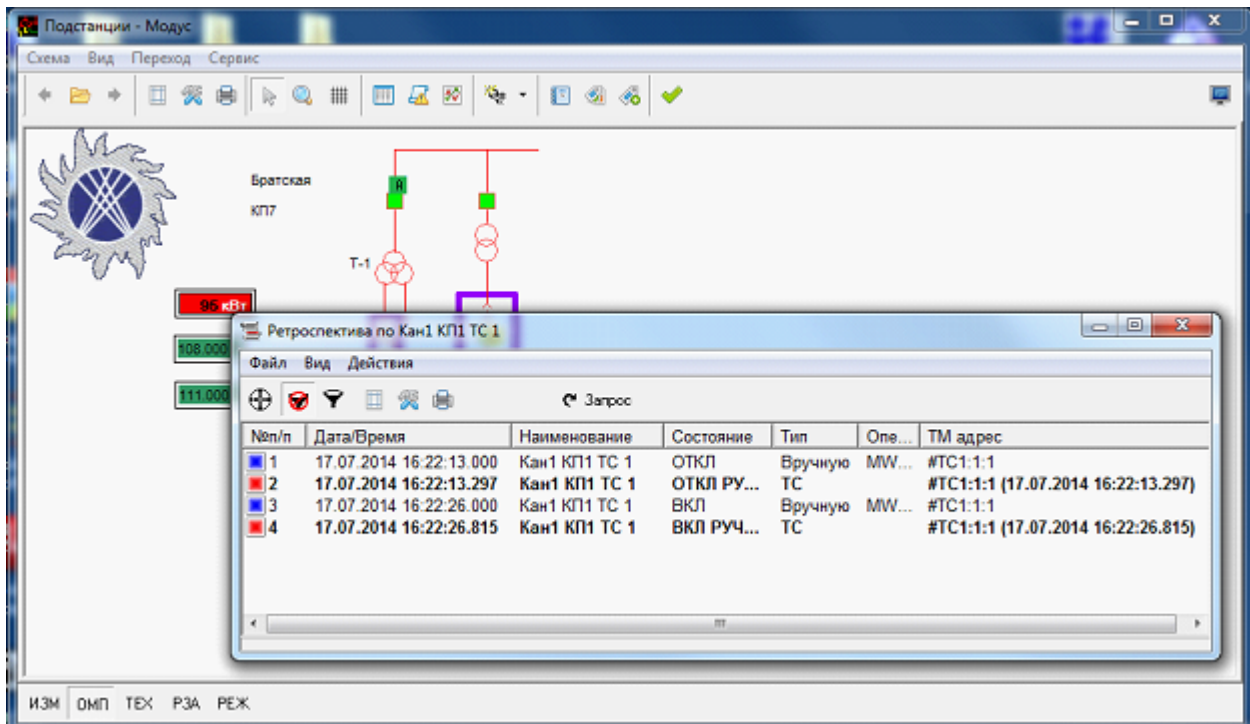 Подстанции - Модус
Схема Вид Переход Сервис
Братская
КП7
А
Т-1
96 кВт
108.000
111.000
Ретроспектива по Кан1 КП1 ТС 1
Файл Вид Действия
Запрос
№п/п Дата/Время Наименование Состояние Тип Опе... ТМ адрес
1 17.07.2014 16:22:13.000 Кан1 КП1 ТС 1 ОТКЛ Вручную MW... #TC1:1:1
2 17.07.2014 16:22:13.297 Кан1 КП1 ТС 1 ОТКЛ РУ... ТС #TC1:1:1 (17.07.2014 16:22:13.297)
3 17.07.2014 16:22:26.000 Кан1 КП1 ТС 1 ВКЛ Вручную MW... #TC1:1:1
4 17.07.2014 16:22:26.815 Кан1 КП1 ТС 1 ВКЛ РУЧ... ТС #TC1:1:1 (17.07.2014 16:22:26.815)
ИЗМ ОМП ТЕХ РЗА РЕЖ